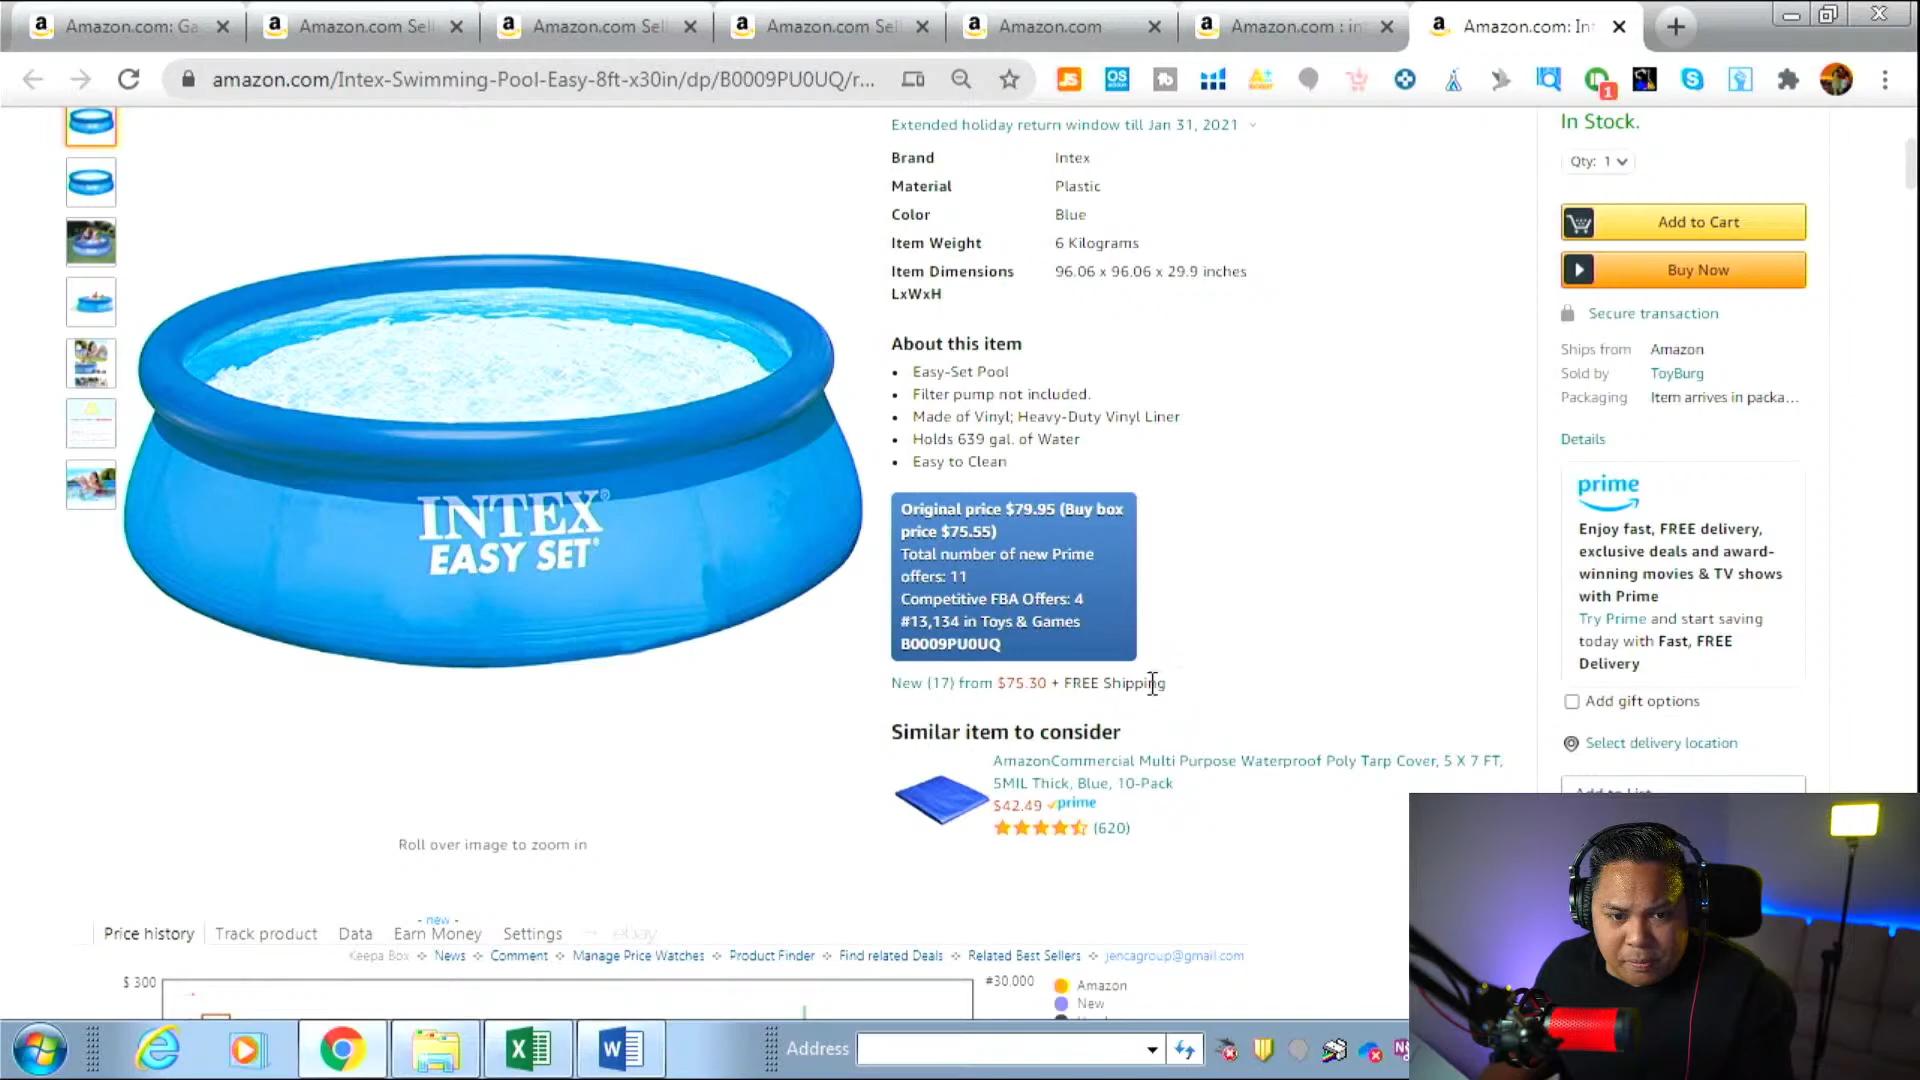 Amazon.com: Ga
Amazon.com Sell
Amazon.com Sell
Amazon.com Sell
Amazon.com
Amazon.com : in
Amazon.com: Int
amazon.com/Intex-Swimming-Pool-Easy-8ft-x30in/dp/B0009PU0UQ/r...
1
Extended holiday return window till Jan 31, 2021
Brand Intex
Material Plastic
Color Blue
Item Weight 6 Kilograms
Item Dimensions 96.06 x 96.06 x 29.9 inches
LxWxH
About this item
Easy-Set Pool
Filter pump not included.
Made of Vinyl; Heavy-Duty Vinyl Liner
Holds 639 gal. of Water
Easy to Clean
Original price $79.95 (Buy box
price $75.55)
Total number of new Prime
offers: 11
Competitive FBA Offers: 4
#13,134 in Toys & Games
B0009PU0UQ
New (17) from $75.30 + FREE Shipping
Similar item to consider
AmazonCommercial Multi Purpose Waterproof Poly Tarp Cover, 5 X 7 FT,
5MIL Thick, Blue, 10-Pack
$42.49 prime
(620)
INTEX®
EASY SET®
Roll over image to zoom in
In Stock.
Qty: 1
Add to Cart
Buy Now
Secure transaction
Ships from Amazon
Sold by ToyBurg
Packaging Item arrives in packa...
Details
prime
Enjoy fast, FREE delivery,
exclusive deals and award-
winning movies & TV shows
with Prime
Try Prime and start saving
today with Fast, FREE
Delivery
Add gift options
Select delivery location
Add to List
- new -
Price history Track product Data Earn Money Settings ebay
Keepa Box News Comment Manage Price Watches Product Finder Find related Deals Related Best Sellers jencagroup@gmail.com
$ 300
#30,000
Amazon
New
Address